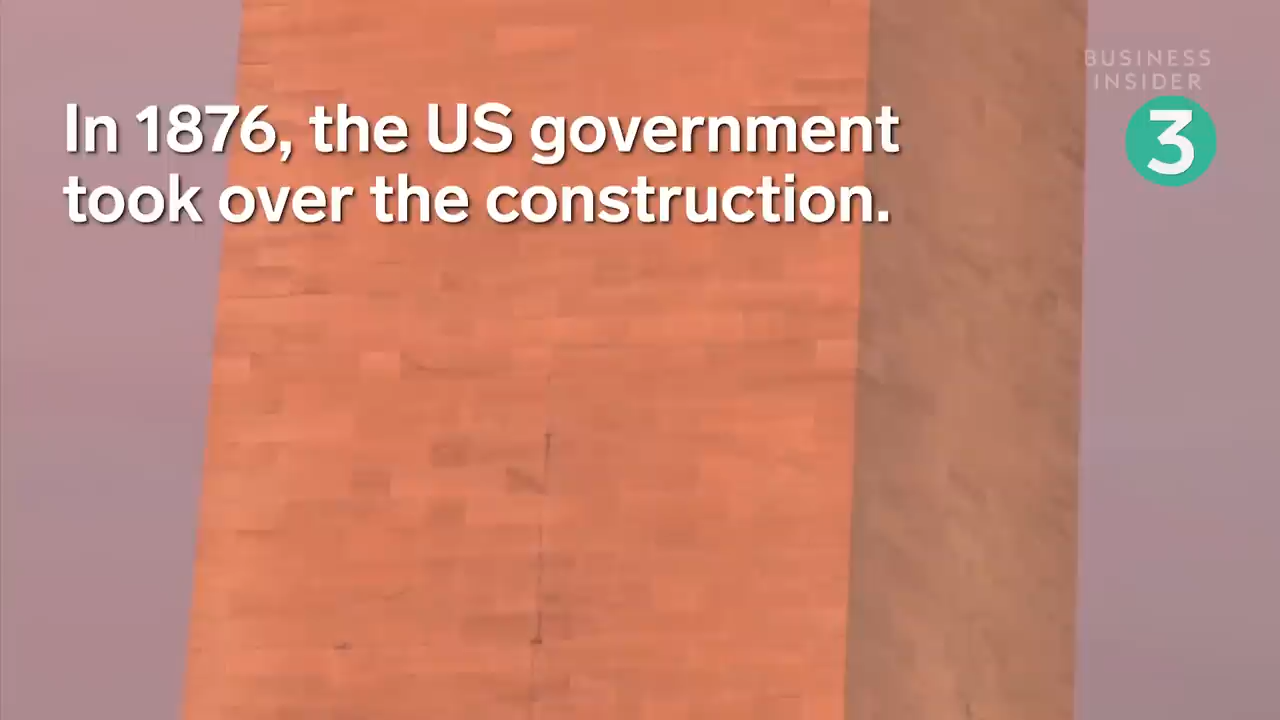 BUSINESS
INSIDER
3
In 1876, the US government
took over the construction.